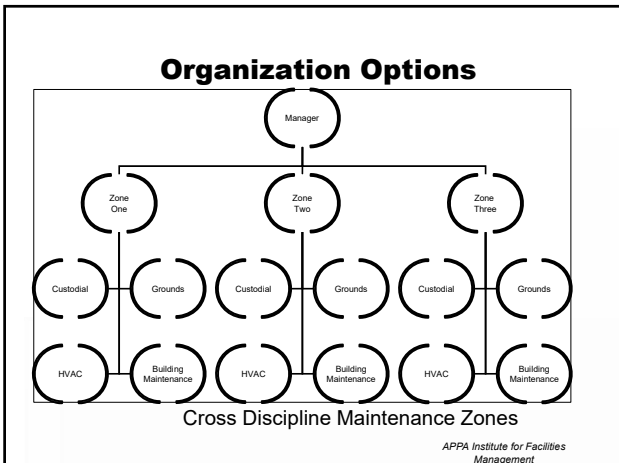 Organization Options
Manager
Zone
One
Zone
Two
Zone
Three
Custodial Grounds Custodial Grounds Custodial Grounds
HVAC Building
Maintenance HVAC Building
Maintenance HVAC Building
Maintenance
Cross Discipline Maintenance Zones
APPA Institute for Facilities
Management